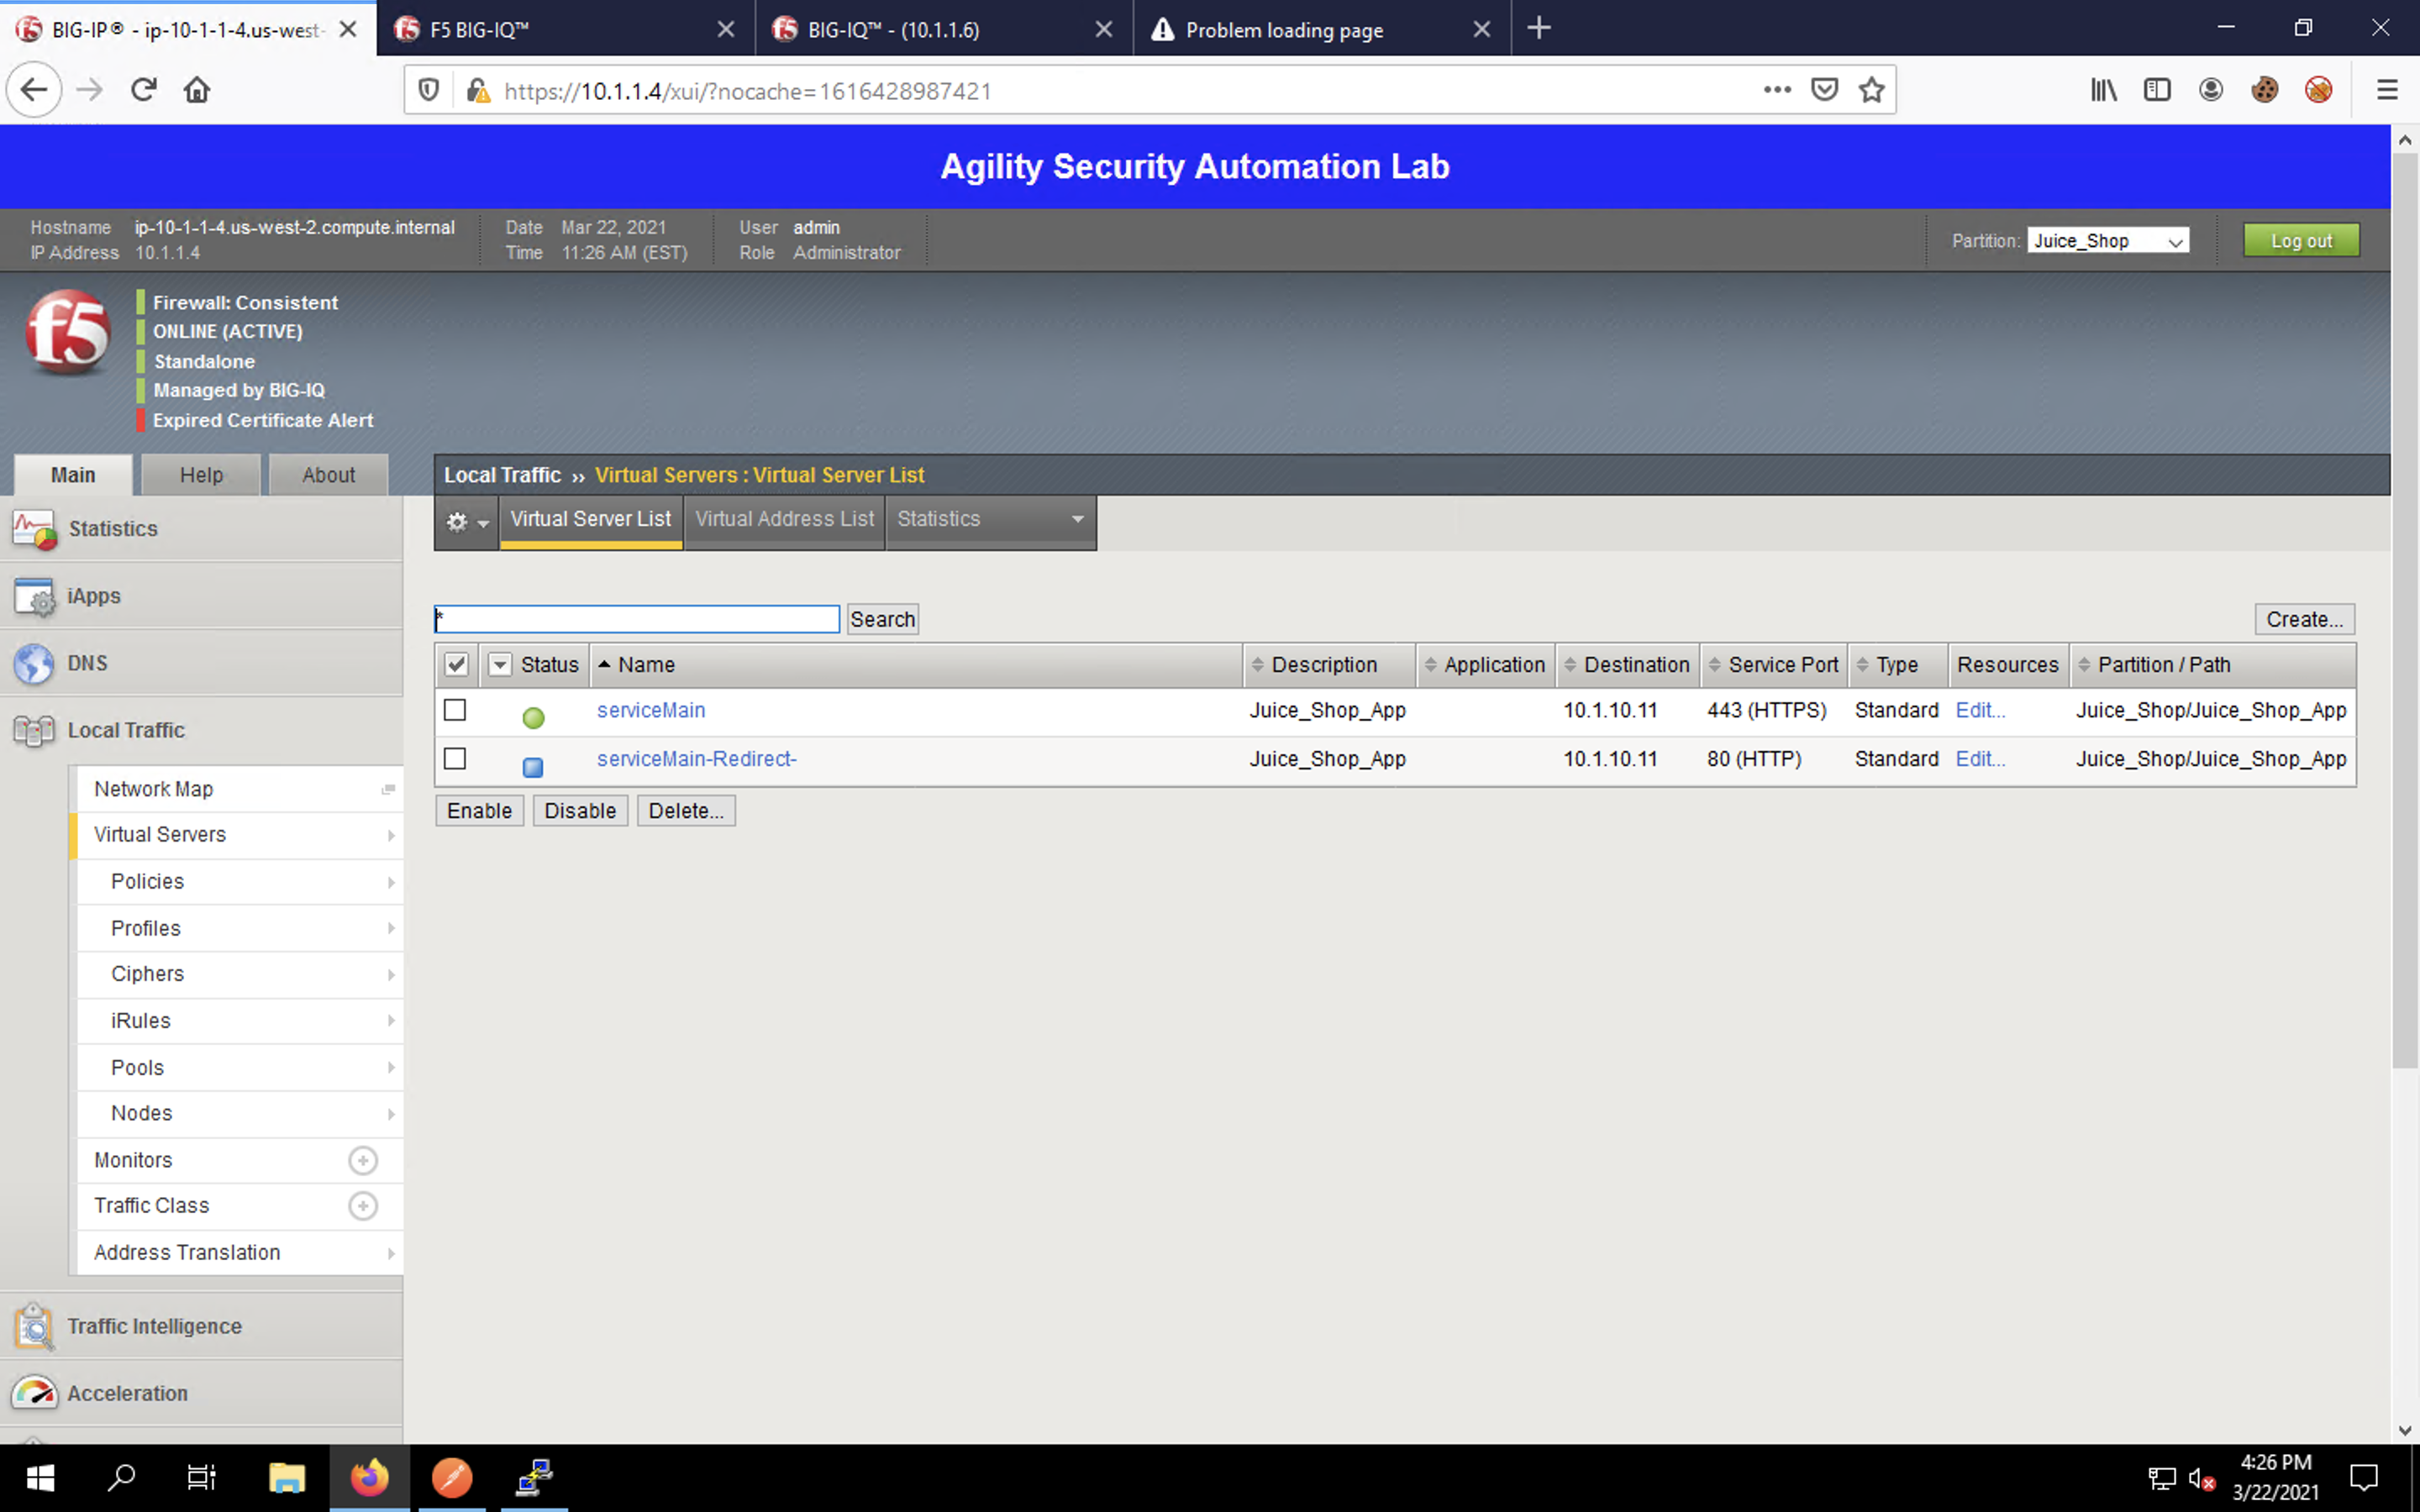 BIG-IP® - ip-10-1-1-4.us-west-
F5 BIG-IQ™
BIG-IQ™ - (10.1.1.6)
Problem loading page
https://10.1.1.4/xui/?nocache=1616428987421
Agility Security Automation Lab
Hostname ip-10-1-1-4.us-west-2.compute.internal
IP Address 10.1.1.4
Date Mar 22, 2021
Time 11:26 AM (EST)
User admin
Role Administrator
Partition: Juice_Shop
Log out
f5
Firewall: Consistent
ONLINE (ACTIVE)
Standalone
Managed by BIG-IQ
Expired Certificate Alert
Main
Help
About
Local Traffic ›› Virtual Servers : Virtual Server List
Virtual Server List
Virtual Address List
Statistics
Statistics
iApps
DNS
Local Traffic
Network Map
Virtual Servers
Policies
Profiles
Ciphers
iRules
Pools
Nodes
Monitors
Traffic Class
Address Translation
Traffic Intelligence
Acceleration
*
Search
Create...
Status Name Description Application Destination Service Port Type Resources Partition / Path
serviceMain Juice_Shop_App 10.1.10.11 443 (HTTPS) Standard Edit... Juice_Shop/Juice_Shop_App
serviceMain-Redirect- Juice_Shop_App 10.1.10.11 80 (HTTP) Standard Edit... Juice_Shop/Juice_Shop_App
Enable
Disable
Delete...
4:26 PM
3/22/2021